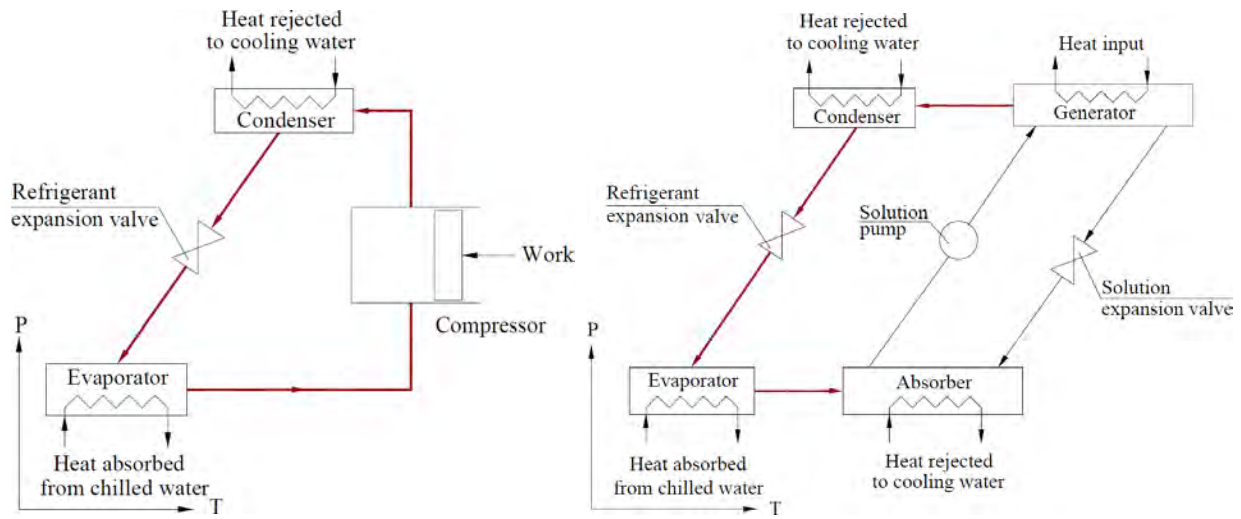 Heat rejected
to cooling water
Condenser
Refrigerant
expansion valve
Work
Compressor
P
Evaporator
Heat absorbed
from chilled water
T
Heat rejected
to cooling water
Heat input
Condenser
Generator
Refrigerant
expansion valve
Solution
pump
Solution
expansion valve
P
Evaporator
Absorber
Heat absorbed
from chilled water
Heat rejected
to cooling water
T